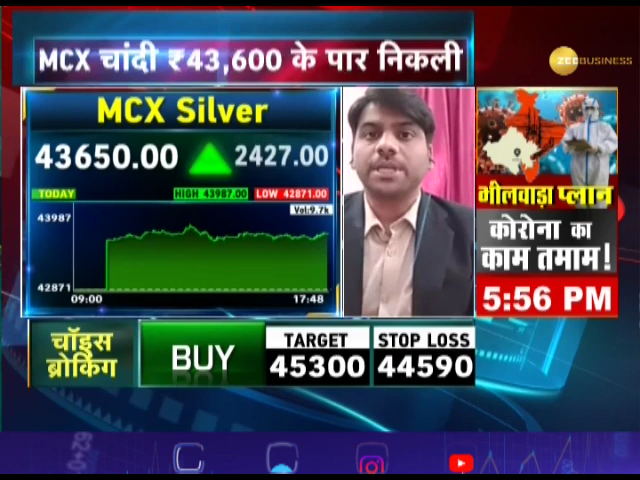 MCX चांदी ₹43,600 के पार निकली
ZEEBUSINESS
MCX Silver
43650.00 2427.00
TODAY HIGH 43987.00 LOW 42871.00
Vol:9.7k
43987
42871
09:00 17:48
भीलवाड़ा प्लान
कोरोना का
काम तमाम!
5:56 PM
चॉइस
ब्रोकिंग
BUY
TARGET
45300
STOP LOSS
44590